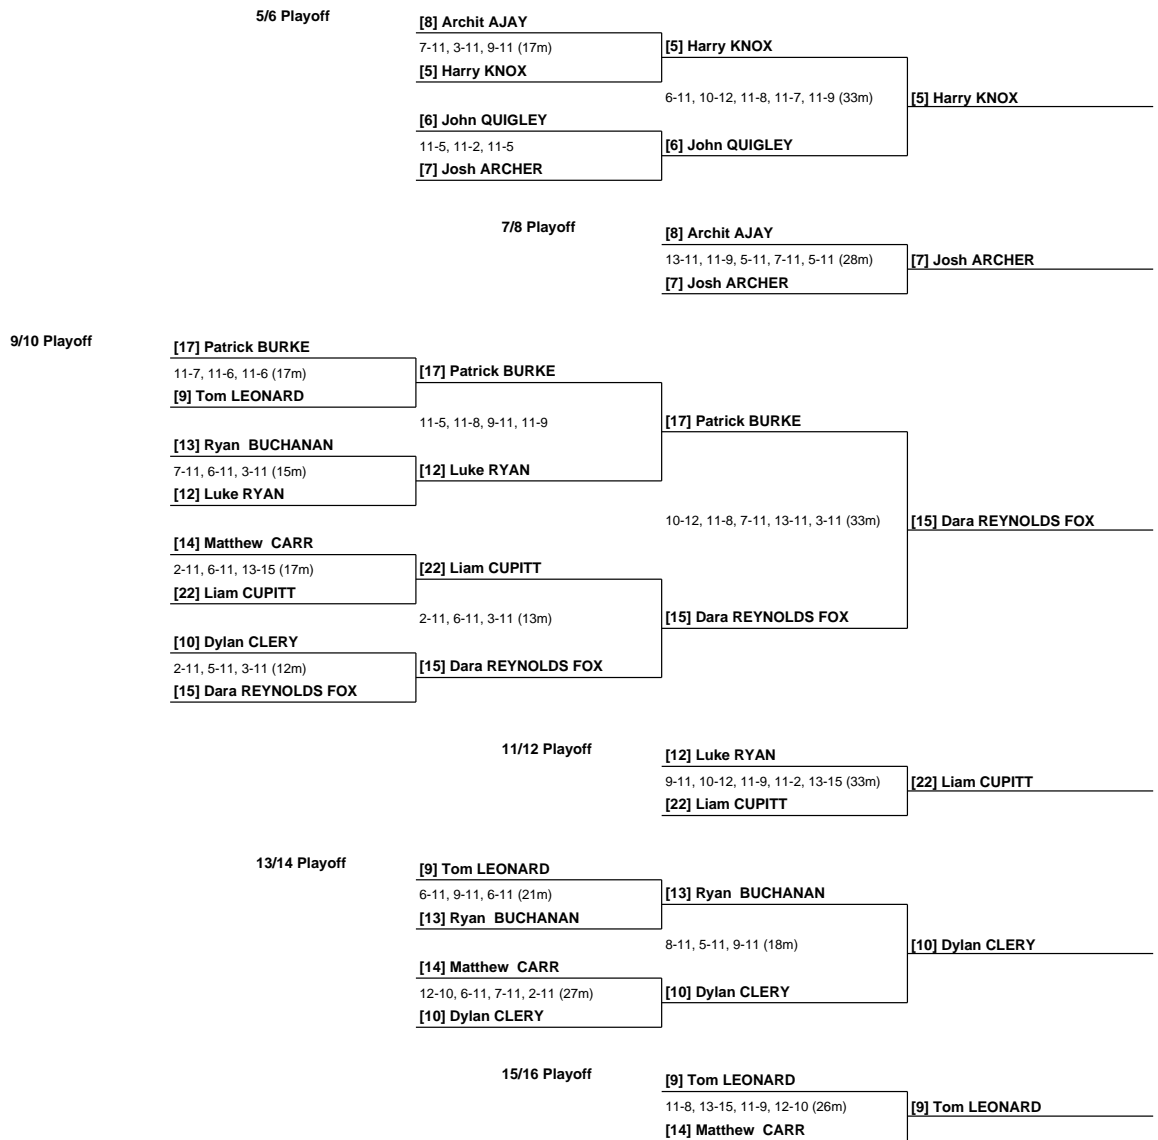 5/6 Playoff
[8] Archit AJAY
7-11, 3-11, 9-11 (17m)
[5] Harry KNOX
[5] Harry KNOX
6-11, 10-12, 11-8, 11-7, 11-9 (33m)
[5] Harry KNOX
[6] John QUIGLEY
11-5, 11-2, 11-5
[6] John QUIGLEY
[7] Josh ARCHER
7/8 Playoff
[8] Archit AJAY
13-11, 11-9, 5-11, 7-11, 5-11 (28m)
[7] Josh ARCHER
[7] Josh ARCHER
9/10 Playoff
[17] Patrick BURKE
11-7, 11-6, 11-6 (17m)
[17] Patrick BURKE
[9] Tom LEONARD
11-5, 11-8, 9-11, 11-9
[17] Patrick BURKE
[13] Ryan  BUCHANAN
7-11, 6-11, 3-11 (15m)
[12] Luke RYAN
[12] Luke RYAN
10-12, 11-8, 7-11, 13-11, 3-11 (33m)
[15] Dara REYNOLDS FOX
[14] Matthew  CARR
2-11, 6-11, 13-15 (17m)
[22] Liam CUPITT
[22] Liam CUPITT
2-11, 6-11, 3-11 (13m)
[15] Dara REYNOLDS FOX
[10] Dylan CLERY
2-11, 5-11, 3-11 (12m)
[15] Dara REYNOLDS FOX
[15] Dara REYNOLDS FOX
11/12 Playoff
[12] Luke RYAN
9-11, 10-12, 11-9, 11-2, 13-15 (33m)
[22] Liam CUPITT
[22] Liam CUPITT
13/14 Playoff
[9] Tom LEONARD
6-11, 9-11, 6-11 (21m)
[13] Ryan  BUCHANAN
[13] Ryan  BUCHANAN
8-11, 5-11, 9-11 (18m)
[10] Dylan CLERY
[14] Matthew  CARR
12-10, 6-11, 7-11, 2-11 (27m)
[10] Dylan CLERY
[10] Dylan CLERY
15/16 Playoff
[9] Tom LEONARD
11-8, 13-15, 11-9, 12-10 (26m)
[9] Tom LEONARD
[14] Matthew  CARR